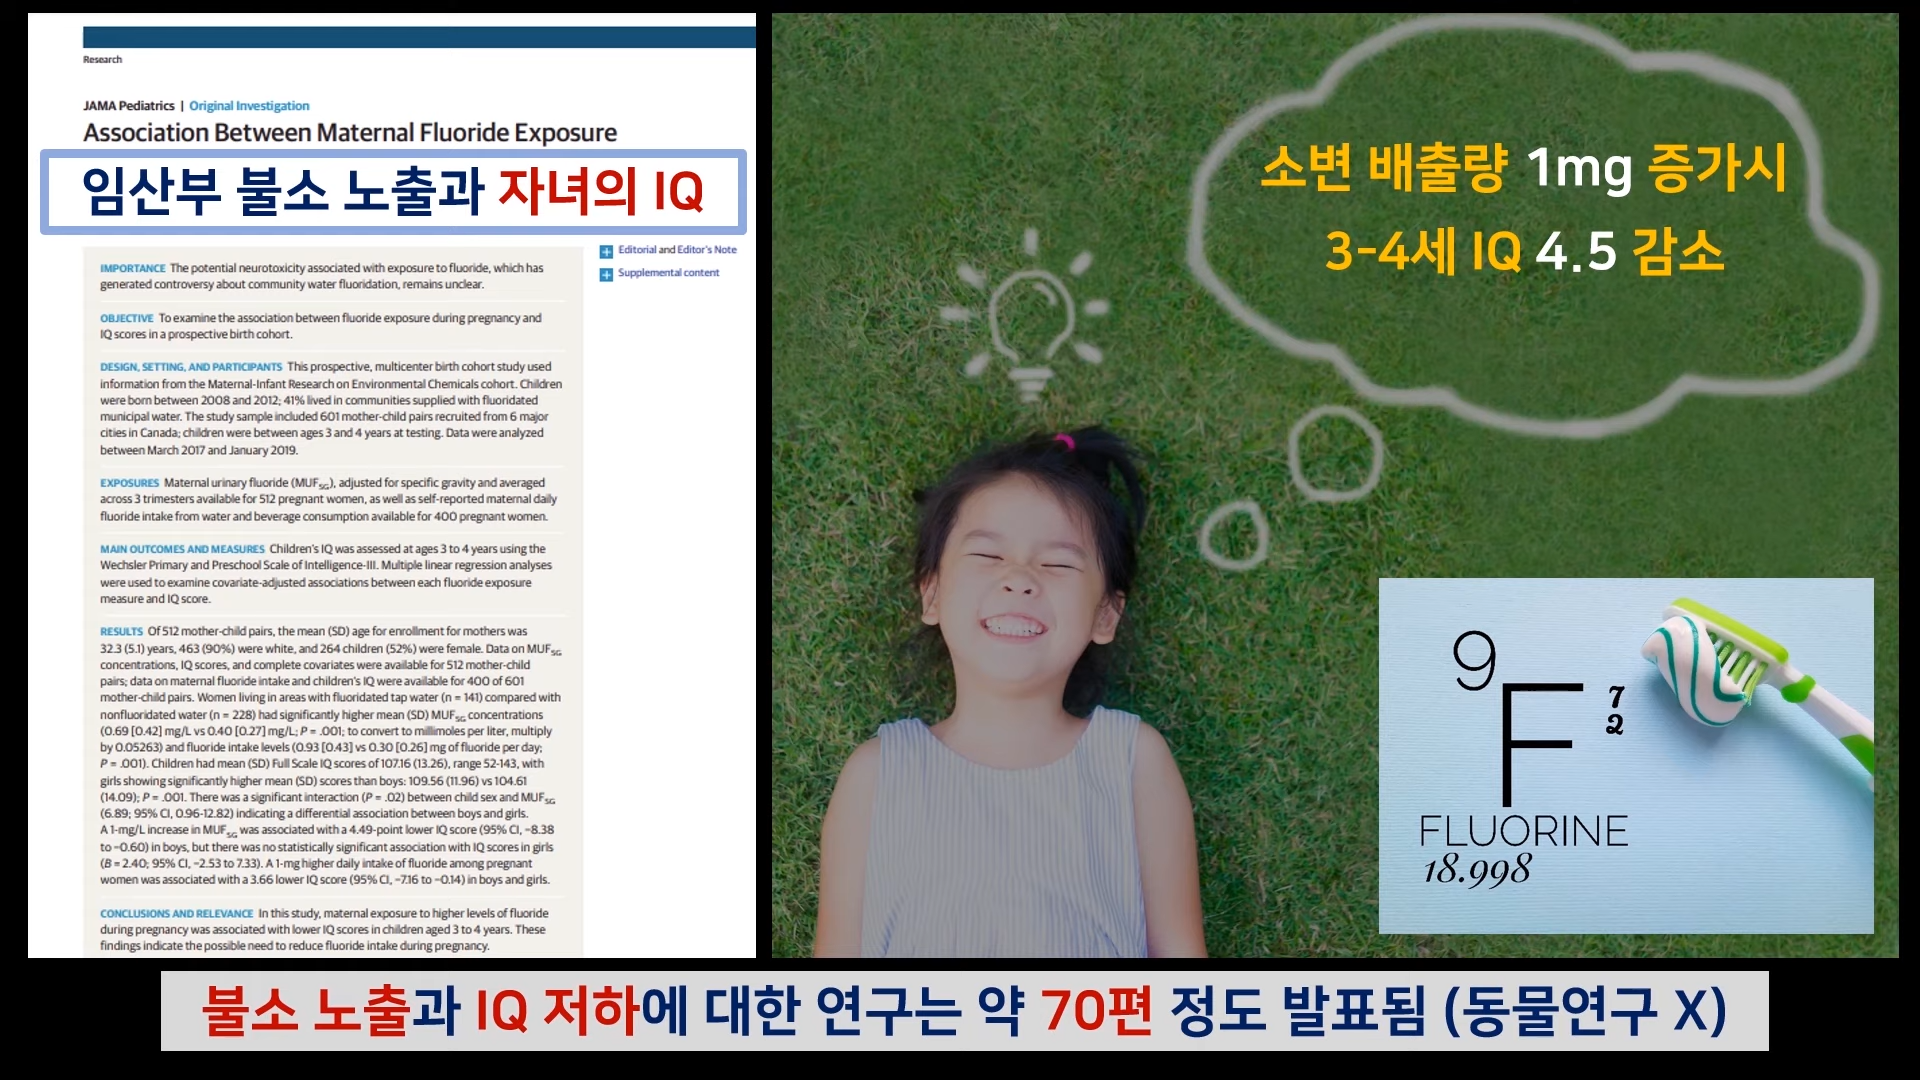 Research
JAMA Pediatrics | Original Investigation
Association Between Maternal Fluoride Exposure
임산부 불소 노출과 자녀의 IQ
Editorial and Editor's Note
Supplemental content
IMPORTANCE The potential neurotoxicity associated with exposure to fluoride, which has
generated controversy about community water fluoridation, remains unclear.
OBJECTIVE To examine the association between fluoride exposure during pregnancy and
IQ scores in a prospective birth cohort.
DESIGN, SETTING, AND PARTICIPANTS This prospective, multicenter birth cohort study used
information from the Maternal-Infant Research on Environmental Chemicals cohort. Children
were born between 2008 and 2012; 41% lived in communities supplied with fluoridated
municipal water. The study sample included 601 mother-child pairs recruited from 6 major
cities in Canada; children were between ages 3 and 4 years at testing. Data were analyzed
between March 2017 and January 2019.
EXPOSURES Maternal urinary fluoride (MUFSG), adjusted for specific gravity and averaged
across 3 trimesters available for 512 pregnant women, as well as self-reported maternal daily
fluoride intake from water and beverage consumption available for 400 pregnant women.
MAIN OUTCOMES AND MEASURES Children's IQ was assessed at ages 3 to 4 years using the
Wechsler Primary and Preschool Scale of Intelligence-III. Multiple linear regression analyses
were used to examine covariate-adjusted associations between each fluoride exposure
measure and IQ score.
RESULTS Of 512 mother-child pairs, the mean (SD) age for enrollment for mothers was
32.3 (5.1) years, 463 (90%) were white, and 264 children (52%) were female. Data on MUFSG
concentrations, IQ scores, and complete covariates were available for 512 mother-child
pairs; data on maternal fluoride intake and children's IQ were available for 400 of 601
mother-child pairs. Women living in areas with fluoridated tap water (n = 141) compared with
nonfluoridated water (n = 228) had significantly higher mean (SD) MUFSG concentrations
(0.69 [0.42] mg/L vs 0.40 [0.27] mg/L; P = .001; to convert to millimoles per liter, multiply
by 0.05263) and fluoride intake levels (0.93 [0.43] vs 0.30 [0.26] mg of fluoride per day;
P = .001). Children had mean (SD) Full Scale IQ scores of 107.16 (13.26), range 52-143, with
girls showing significantly higher mean (SD) scores than boys: 109.56 (11.96) vs 104.61
(14.09); P = .001. There was a significant interaction (P = .02) between child sex and MUFSG
(6.89; 95% CI, 0.96-12.82) indicating a differential association between boys and girls.
A 1-mg/L increase in MUFSG was associated with a 4.49-point lower IQ score (95% CI, −8.38
to −0.60) in boys, but there was no statistically significant association with IQ scores in girls
(B = 2.40; 95% CI, −2.53 to 7.33). A 1-mg higher daily intake of fluoride among pregnant
women was associated with a 3.66 lower IQ score (95% CI, −7.16 to −0.14) in boys and girls.
CONCLUSIONS AND RELEVANCE In this study, maternal exposure to higher levels of fluoride
during pregnancy was associated with lower IQ scores in children aged 3 to 4 years. These
findings indicate the possible need to reduce fluoride intake during pregnancy.
소변 배출량 1mg 증가시
3-4세 IQ 4.5 감소
9
F
7
2
FLUORINE
18.998
불소 노출과 IQ 저하에 대한 연구는 약 70편 정도 발표됨 (동물연구 X)